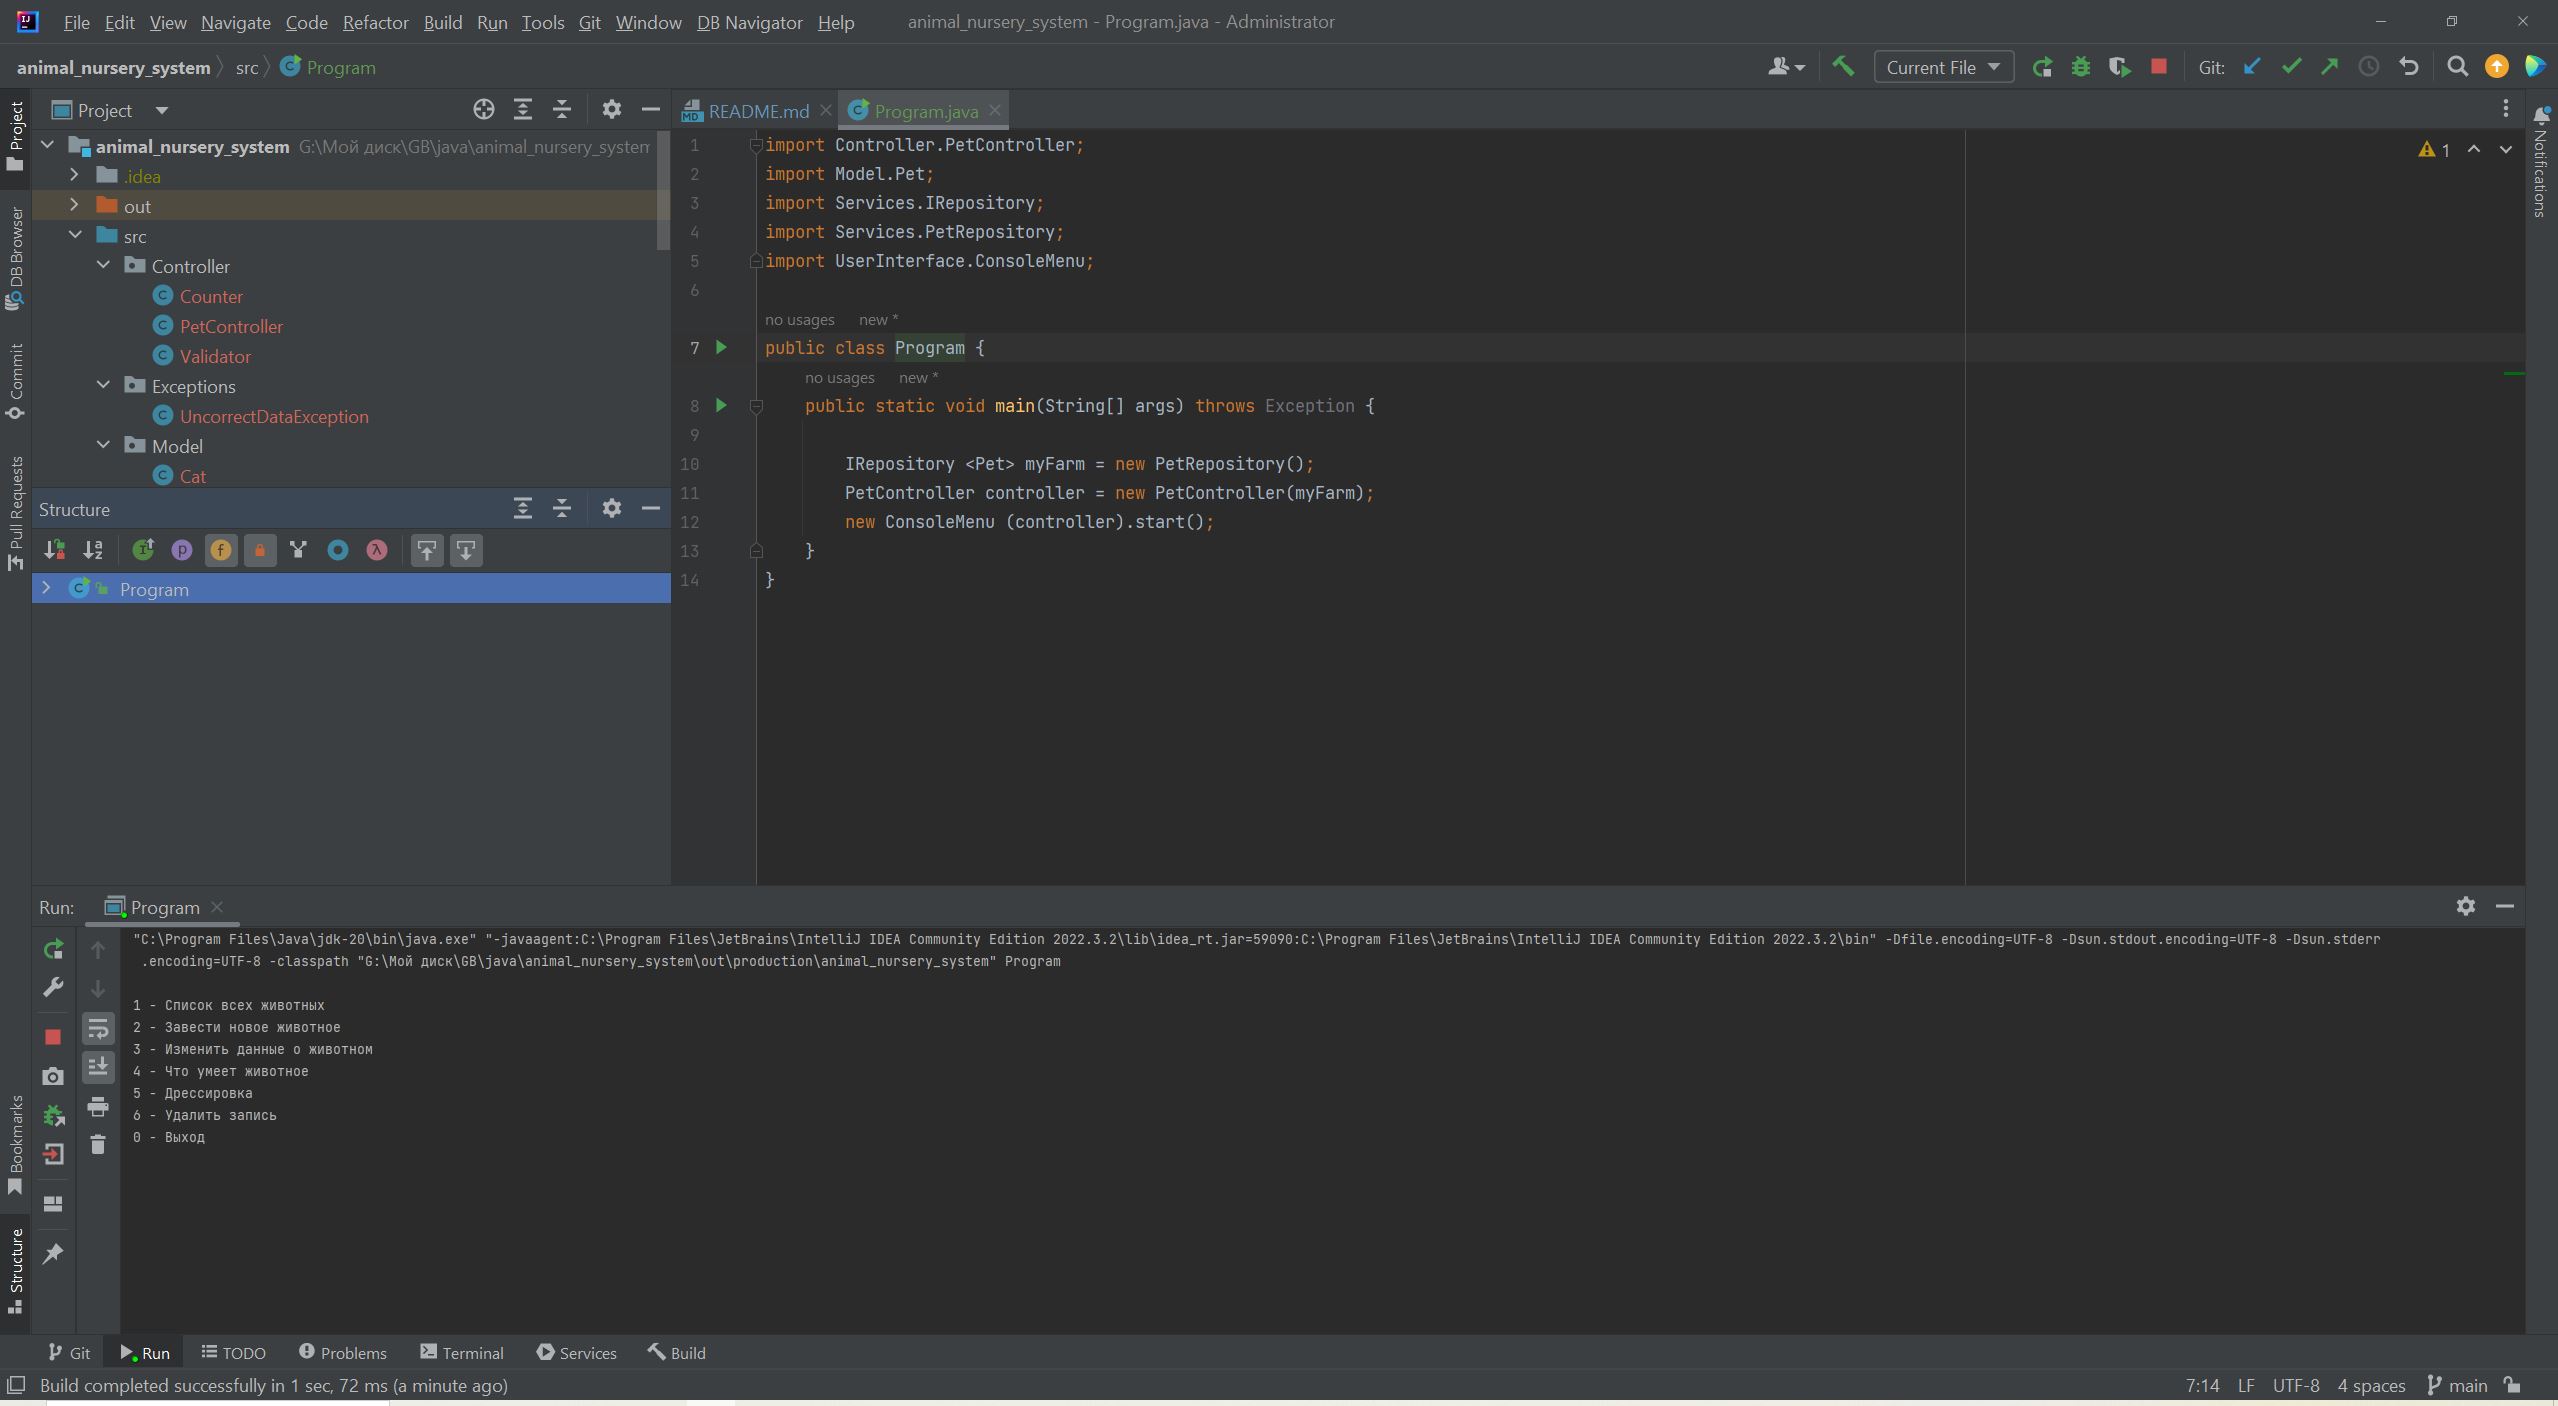 File Edit View Navigate Code Refactor Build Run Tools Git Window DB Navigator Help animal_nursery_system - Program.java - Administrator
animal_nursery_system src Program
Current File Git:
Project
animal_nursery_system G:\Мой диск\GB\java\animal_nursery_system
.idea
out
src
Controller
Counter
PetController
Validator
Exceptions
UncorrectDataException
Model
Cat
Structure
Program
README.md Program.java
1 import Controller.PetController;
2 import Model.Pet;
3 import Services.IRepository;
4 import Services.PetRepository;
5 import UserInterface.ConsoleMenu;
6
no usages new *
7 public class Program {
no usages new *
8 public static void main(String[] args) throws Exception {
9
10 IRepository <Pet> myFarm = new PetRepository();
11 PetController controller = new PetController(myFarm);
12 new ConsoleMenu (controller).start();
13 }
14 }
1
Project
DB Browser
Commit
Pull Requests
Bookmarks
Structure
Notifications
Run: Program
"C:\Program Files\Java\jdk-20\bin\java.exe" "-javaagent:C:\Program Files\JetBrains\IntelliJ IDEA Community Edition 2022.3.2\lib\idea_rt.jar=59090:C:\Program Files\JetBrains\IntelliJ IDEA Community Edition 2022.3.2\bin" -Dfile.encoding=UTF-8 -Dsun.stdout.encoding=UTF-8 -Dsun.stderr
.encoding=UTF-8 -classpath "G:\Мой диск\GB\java\animal_nursery_system\out\production\animal_nursery_system" Program
1 - Список всех животных
2 - Завести новое животное
3 - Изменить данные о животном
4 - Что умеет животное
5 - Дрессировка
6 - Удалить запись
0 - Выход
Git Run TODO Problems Terminal Services Build
Build completed successfully in 1 sec, 72 ms (a minute ago) 7:14 LF UTF-8 4 spaces main